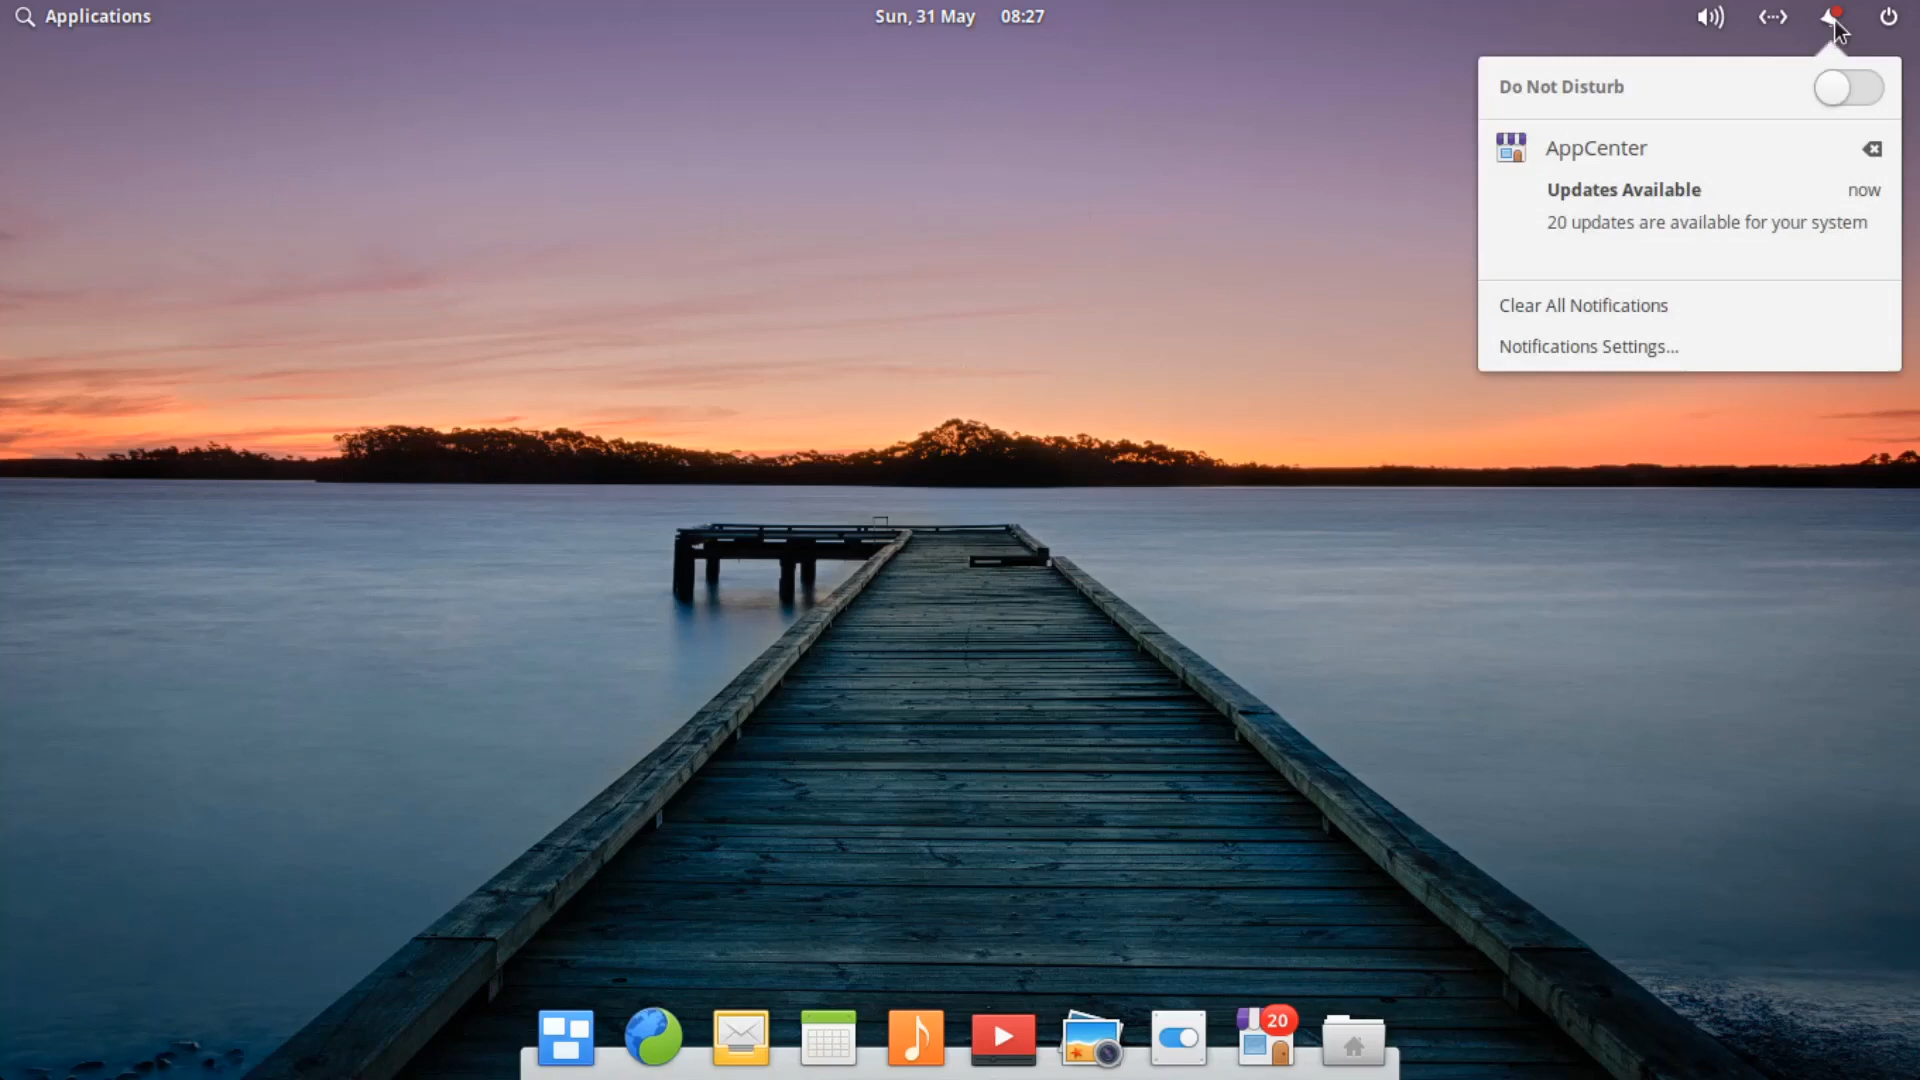 Applications
Sun, 31 May 08:27
Do Not Disturb
AppCenter
Updates Available now
20 updates are available for your system
Clear All Notifications
Notifications Settings...
20